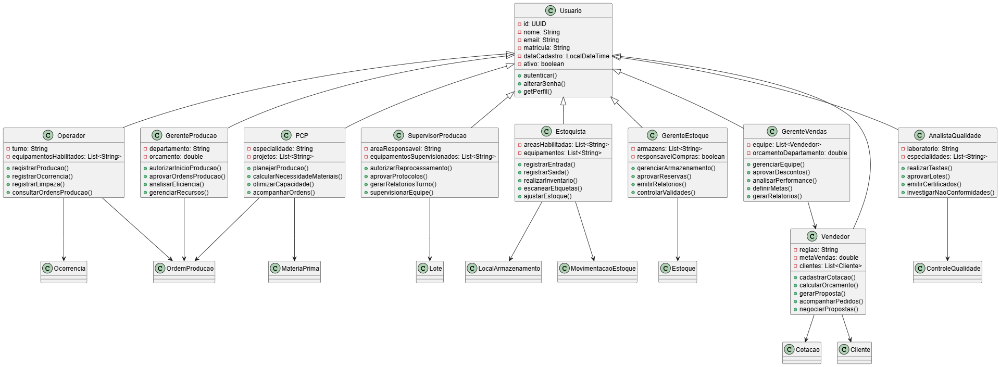 C Usuario
id: UUID
nome: String
email: String
matricula: String
dataCadastro: LocalDateTime
ativo: boolean
autenticar()
alterarSenha()
getPerfil()
C Operador
turno: String
equipamentosHabilitados: List<String>
registrarProducao()
registrarOcorrencia()
registrarLimpeza()
consultarOrdensProducao()
C GerenteProducao
departamento: String
orcamento: double
autorizarInicioProducao()
aprovarOrdensProducao()
analisarEficiencia()
gerenciarRecursos()
C PCP
especialidade: String
projetos: List<String>
planejarProducao()
calcularNecessidadeMateriais()
otimizarCapacidade()
acompanharOrdens()
C SupervisorProducao
areaResponsavel: String
equipamentosSupervisionados: List<String>
autorizarReprocessamento()
aprovarProtocolos()
gerarRelatoriosTurno()
supervisionarEquipe()
C Estoquista
areasHabilitadas: List<String>
equipamentos: List<String>
registrarEntrada()
registrarSaida()
realizarInventario()
escanearEtiquetas()
ajustarEstoque()
C GerenteEstoque
armazens: List<String>
responsavelCompras: boolean
gerenciarArmazenamento()
aprovarReservas()
emitirRelatorios()
controlarValidades()
C GerenteVendas
equipe: List<Vendedor>
orcamentoDepartamento: double
gerenciarEquipe()
aprovarDescontos()
analisarPerformance()
definirMetas()
gerarRelatorios()
C AnalistaQualidade
laboratorio: String
especialidades: List<String>
realizarTestes()
aprovarLotes()
emitirCertificados()
investigarNaoConformidades()
C Vendedor
regiao: String
metaVendas: double
clientes: List<Cliente>
cadastrarCotacao()
calcularOrcamento()
gerarProposta()
acompanharPedidos()
negociarPropostas()
C Ocorrencia
C OrdemProducao
C MateriaPrima
C Lote
C LocalArmazenamento
C MovimentacaoEstoque
C Estoque
C ControleQualidade
C Cotacao
C Cliente